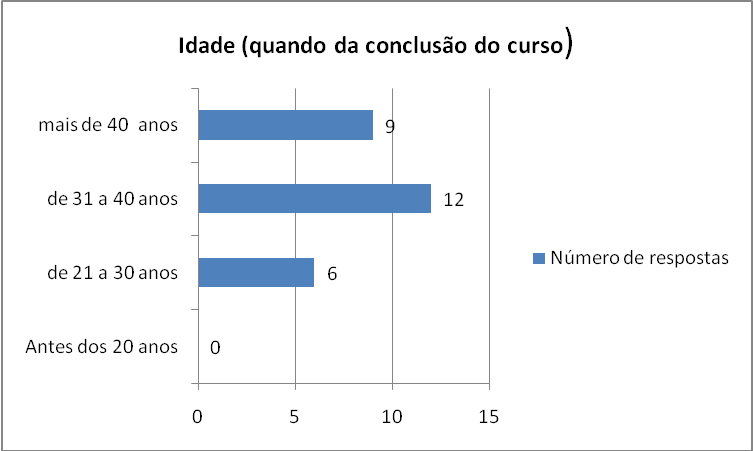 Idade (quando da conclusão do curso)
mais de 40 anos
9
de 31 a 40 anos
12
de 21 a 30 anos
6
Antes dos 20 anos
0
0
5
10
15
Número de respostas